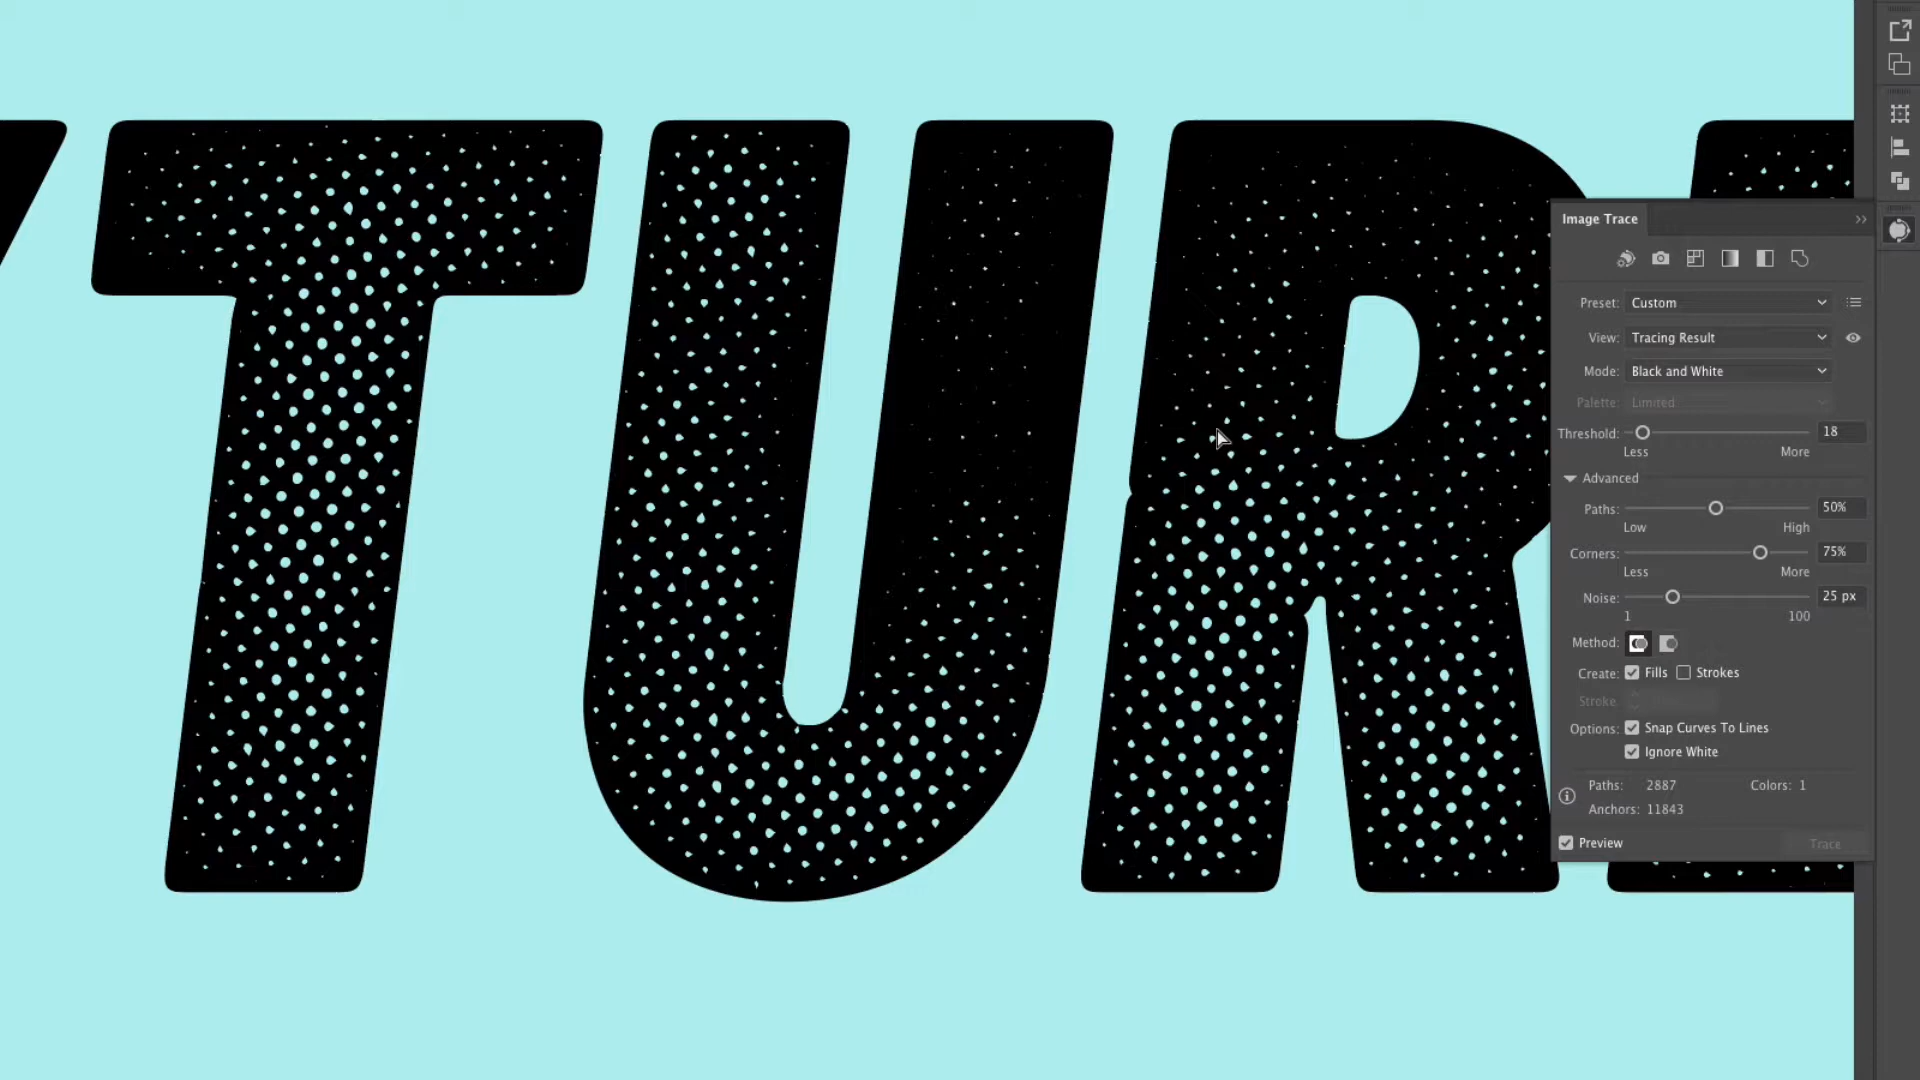 TUR
Image Trace
Preset: Custom
View: Tracing Result
Mode: Black and White
Palette: Limited
Threshold: 18
Less More
Advanced
Paths: 50%
Low High
Corners: 75%
Less More
Noise: 25 px
1 100
Method:
Create: Fills Strokes
Stroke
Options: Snap Curves To Lines
Ignore White
Paths: 2887 Colors: 1
Anchors: 11843
Preview Trace